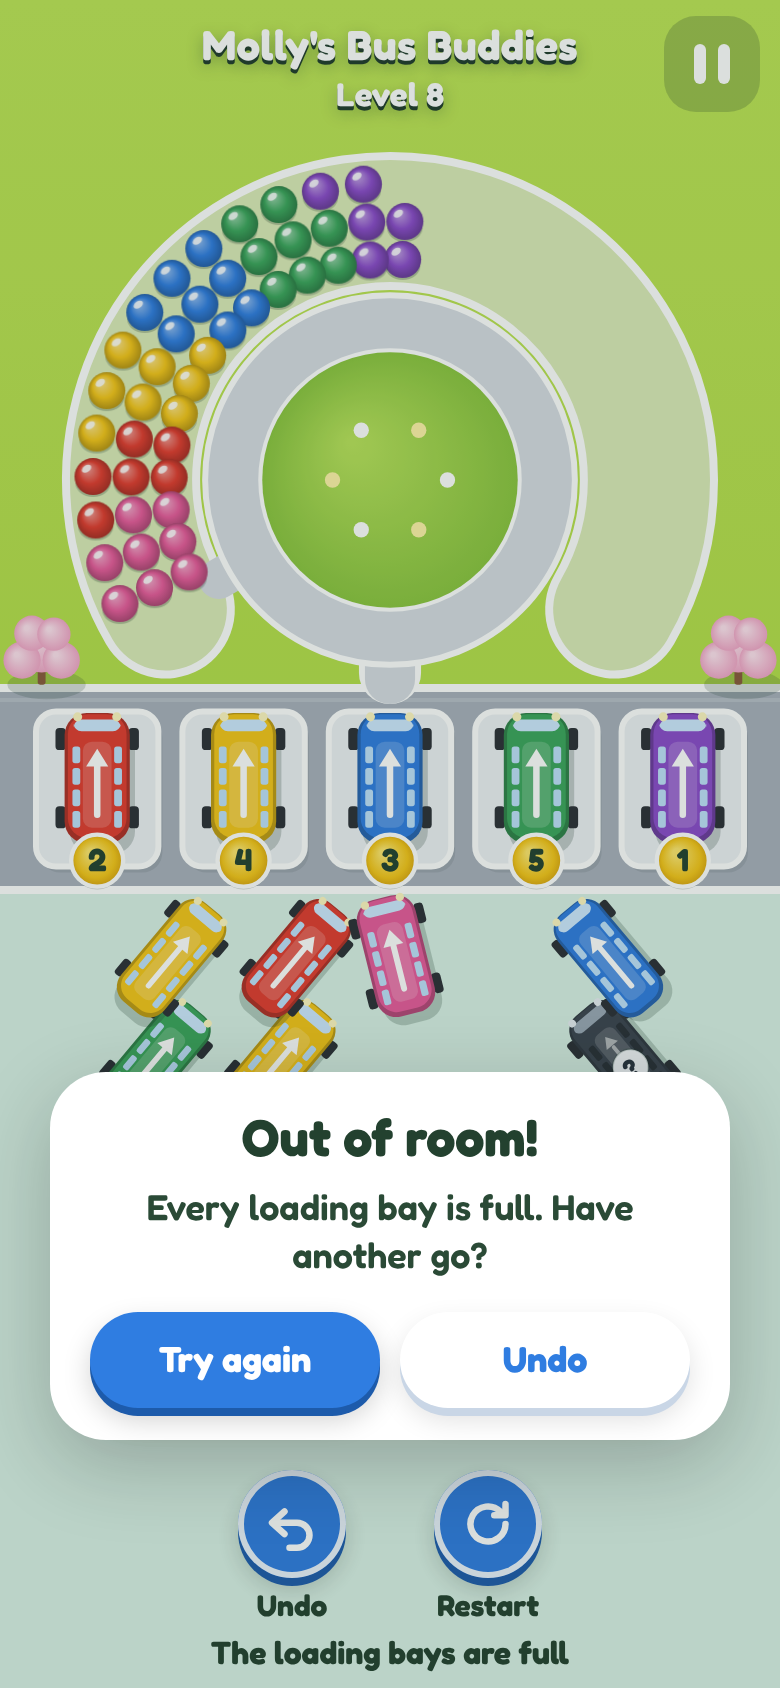 Molly's Bus Buddies
Level 8
2 4 3 5 1
?
Out of room!
Every loading bay is full. Have
another go?
Try again Undo
Undo Restart
The loading bays are full